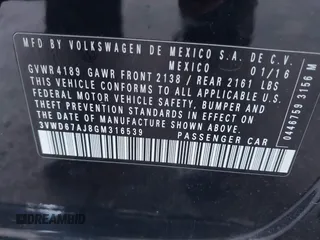 MFD BY VOLKSWAGEN DE MEXICO S.A. DE C.V.
MEXICO 01/16
GVWR 4189 GAWR FRONT 2138 / REAR 2161 LBS
THIS VEHICLE CONFORMS TO ALL APPLICABLE
FEDERAL MOTOR VEHICLE SAFETY, BUMPER AND
THEFT PREVENTION STANDARDS IN EFFECT ON
THE DATE OF MANUFACTURE SHOWN ABOVE.
3VWD67AJ8GM316539 PASSENGER CAR
0446759 3156 M
DREAMBID